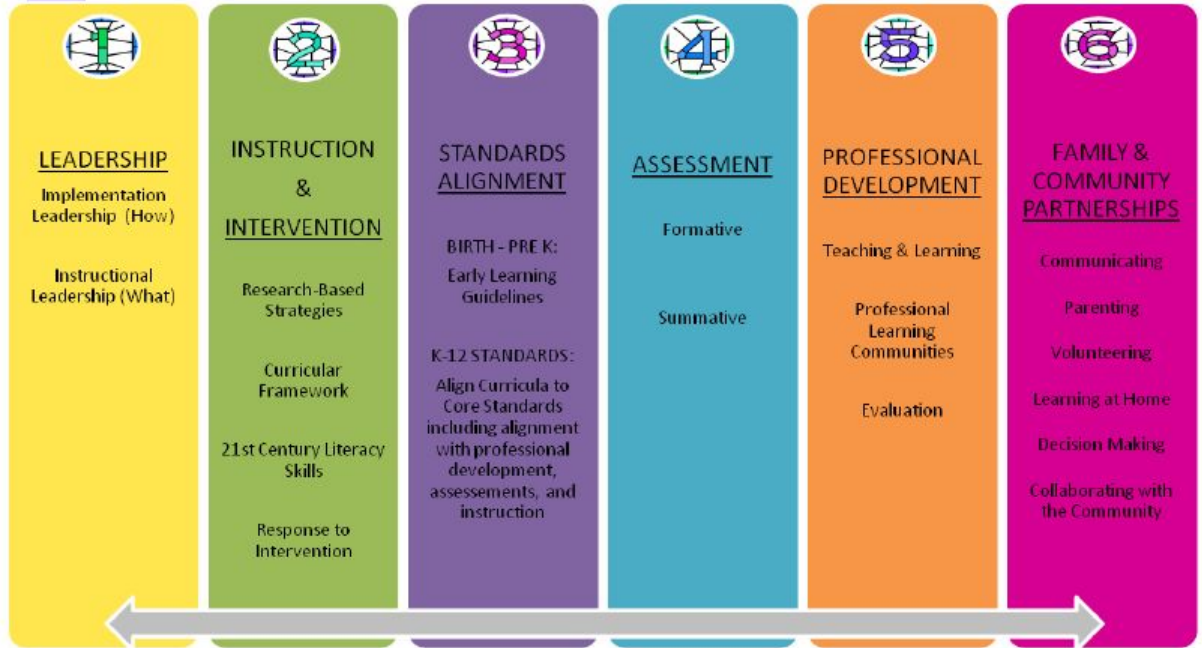 1
LEADERSHIP
Implementation
Leadership (How)
Instructional
Leadership (What)
2
INSTRUCTION
&
INTERVENTION
Research-Based
Strategies
Curricular
Framework
21st Century Literacy
Skills
Response to
Intervention
3
STANDARDS
ALIGNMENT
BIRTH - PRE K:
Early Learning
Guidelines
K-12 STANDARDS:
Align Curricula to
Core Standards
including alignment
with professional
development,
assessements, and
instruction
4
ASSESSMENT
Formative
Summative
5
PROFESSIONAL
DEVELOPMENT
Teaching & Learning
Professional
Learning
Communities
Evaluation
6
FAMILY &
COMMUNITY
PARTNERSHIPS
Communicating
Parenting
Volunteering
Learning at Home
Decision Making
Collaborating with
the Community